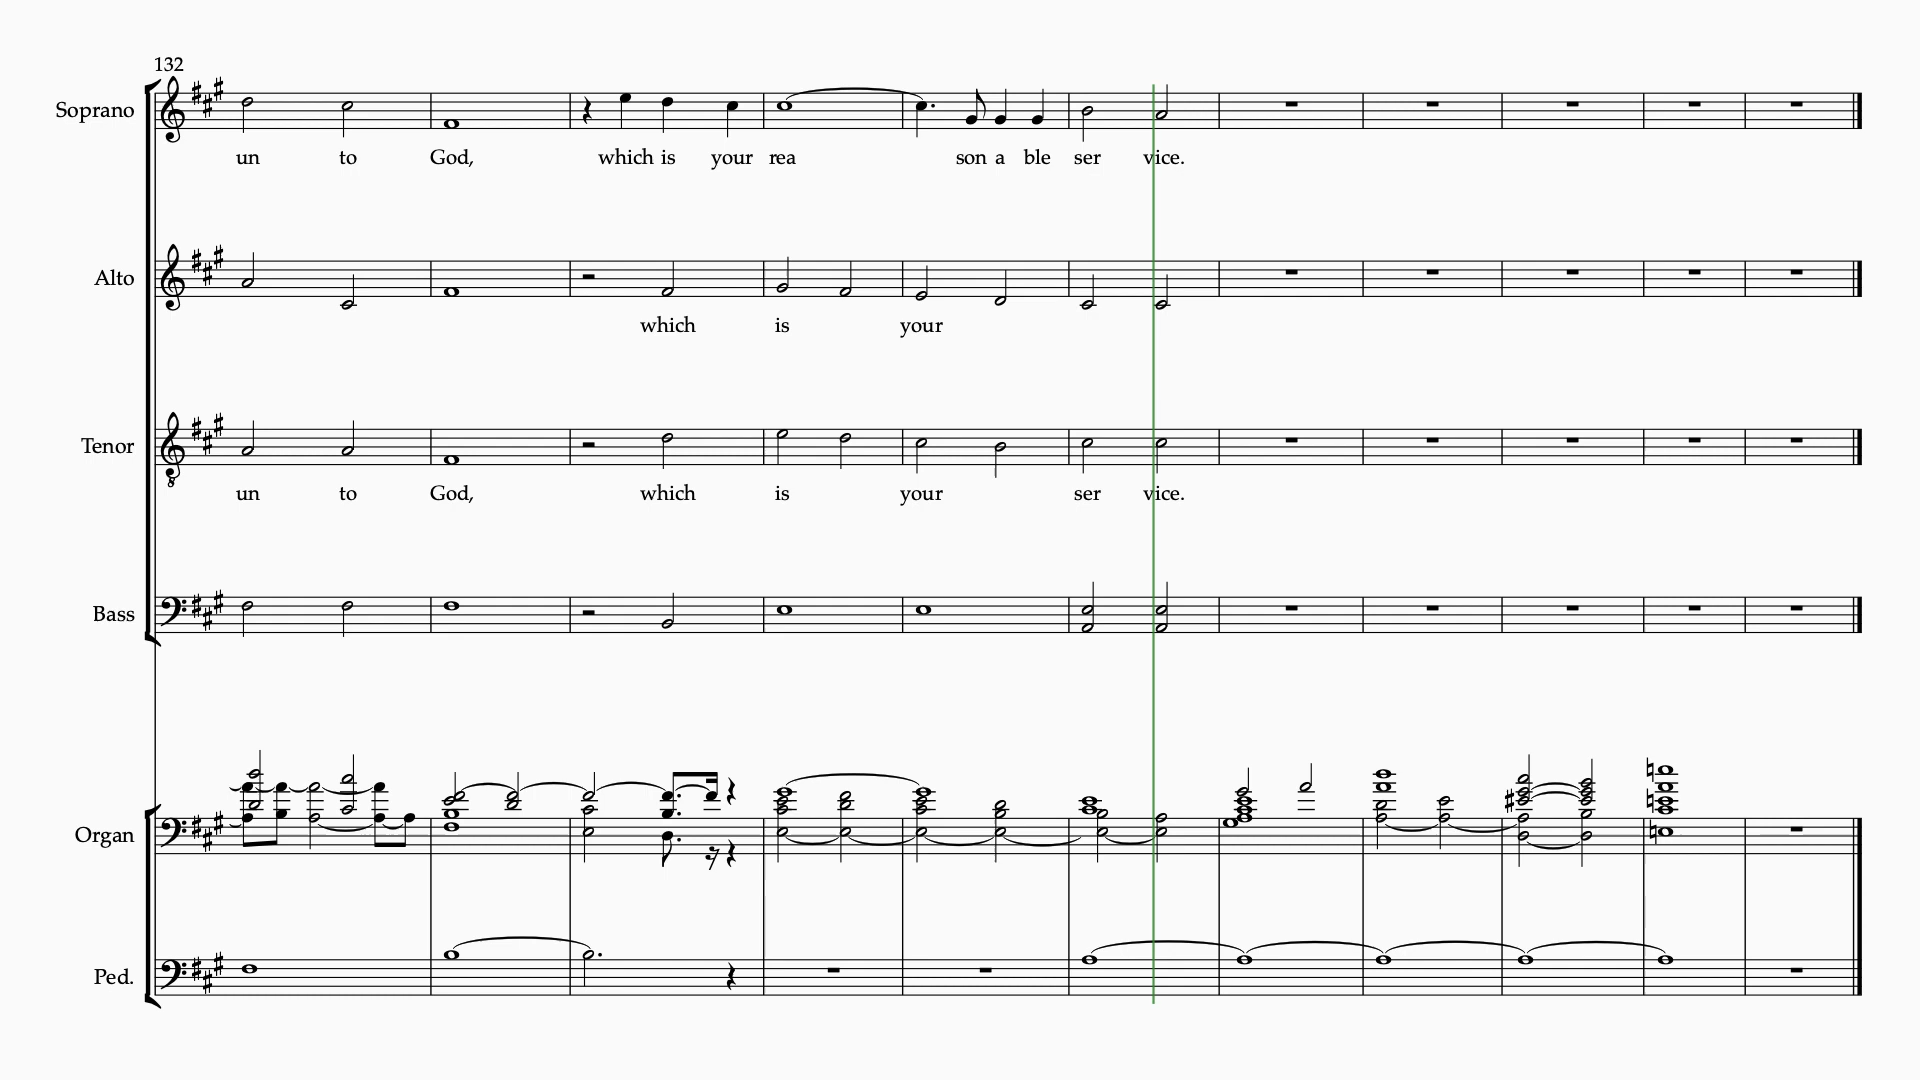 132
Soprano
un to God, which is your rea son a ble ser vice.
Alto
which is your
Tenor
un to God, which is your ser vice.
Bass
Organ
Ped.